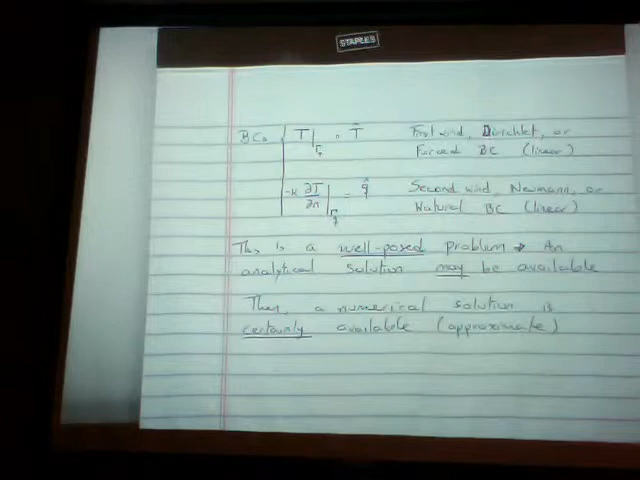 STAPLES
BCs T|Γ = T̂ First kind, Dirichlet, or
Forced BC (linear)
-k ∂T/∂n|Γq = q̂ Second kind, Neumann, or
Natural BC (linear)
This is a well-posed problem → An
analytical solution may be available
Then, a numerical solution is
certainly available (approximate)